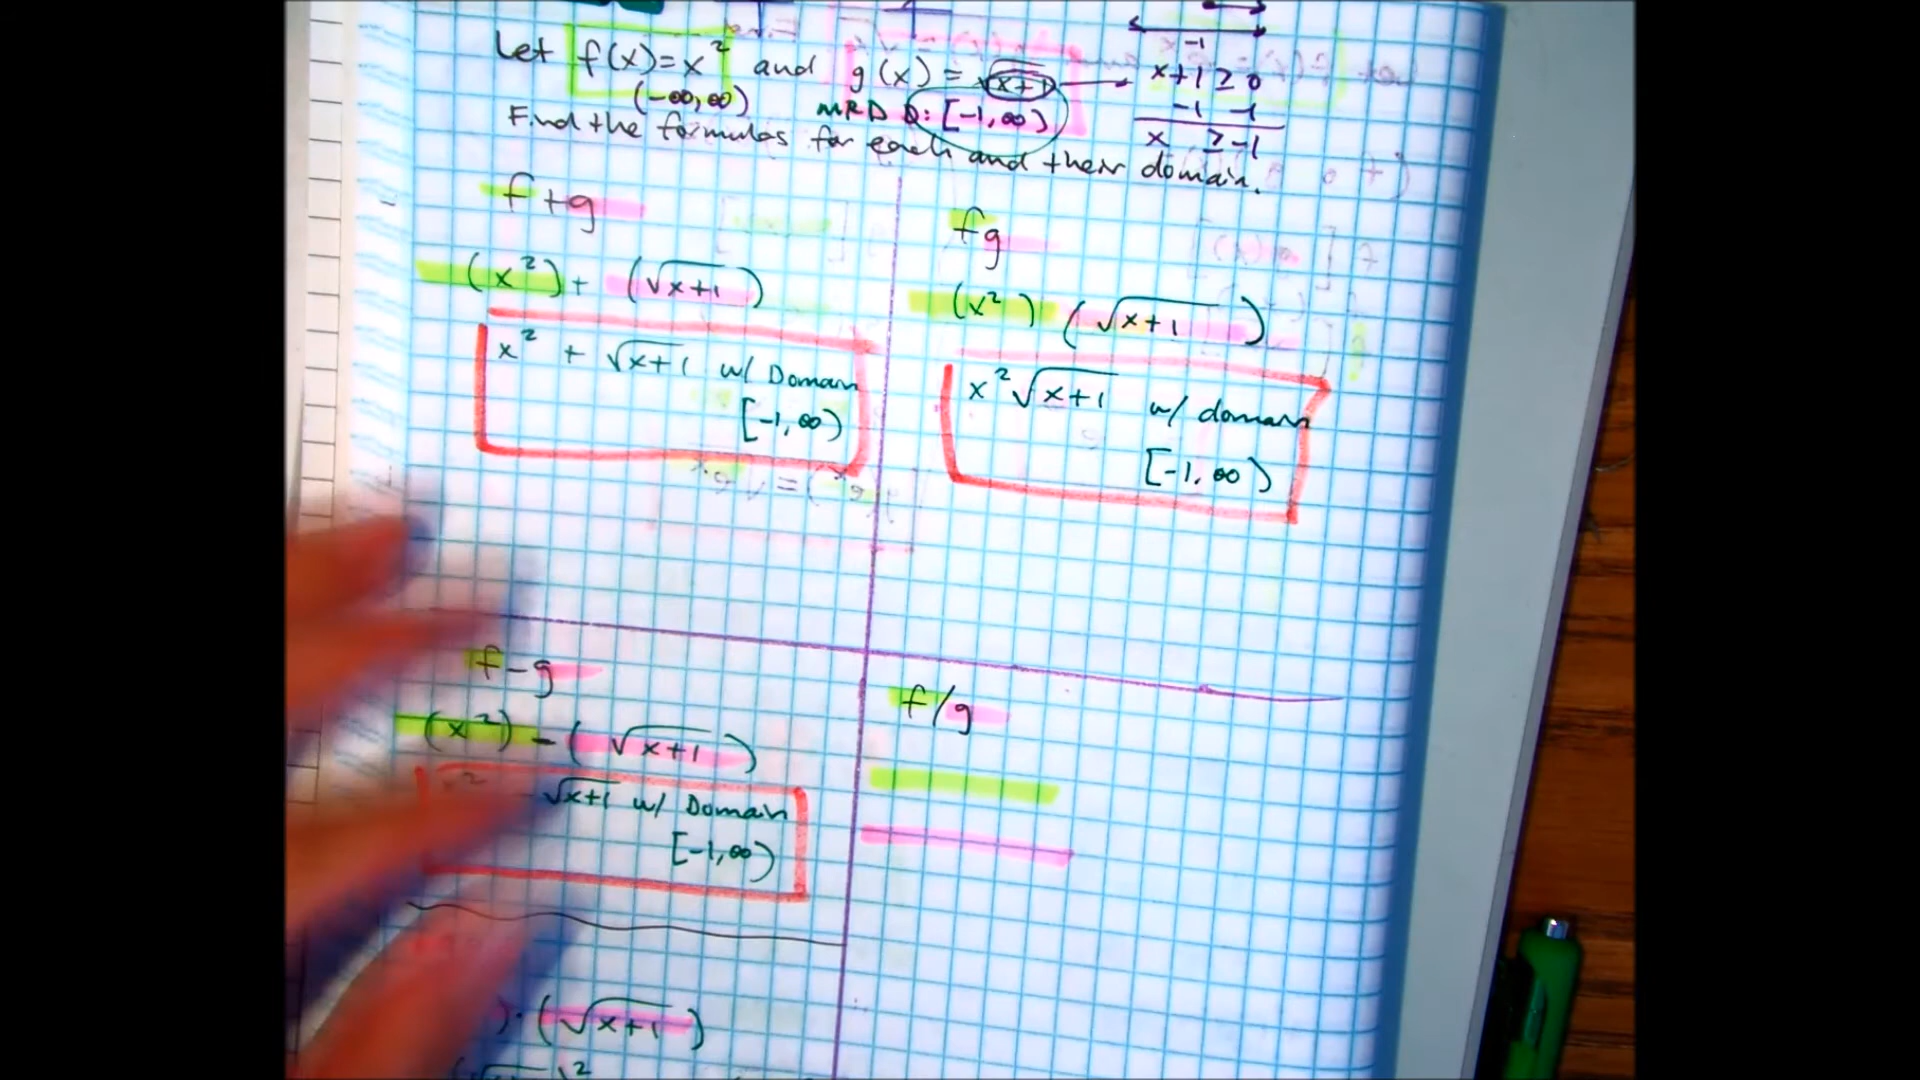 Let f(x)=x² and g(x) = √x+1 → x+1 ≥ 0
(-∞,∞) MRD D: [-1,∞) -1 -1
x ≥ -1
-1
Find the formulas for each and their domain.
f+g
(x²) + (√x+1)
x² + √x+1 w/ Domain
[-1,∞)
fg
(x²) (√x+1)
x²√x+1 w/ domain
[-1,∞)
f-g
(x²) - (√x+1)
√x+1 w/ Domain
[-1,∞)
f/g
)·(√x+1)
)²